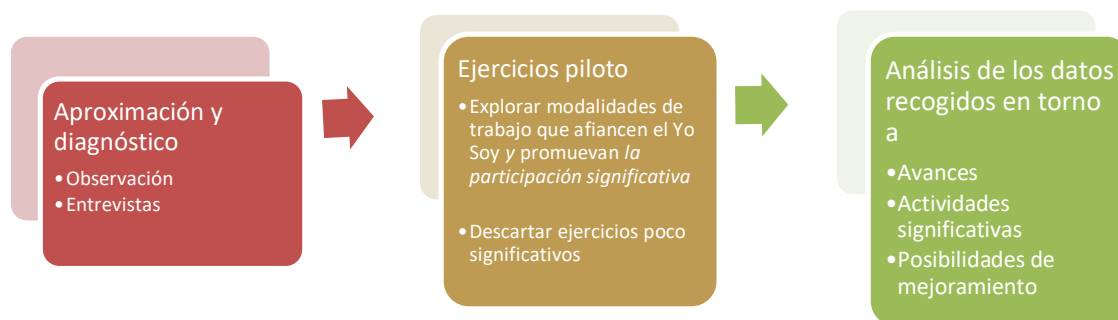 Aproximación y
diagnóstico
•Observación
•Entrevistas
Ejercicios piloto
•Explorar modalidades de
trabajo que afiancen el Yo
Soy y promuevan la
participación significativa
•Descartar ejercicios poco
significativos
Análisis de los datos
recogidos en torno
a
•Avances
•Actividades
significativas
•Posibilidades de
mejoramiento